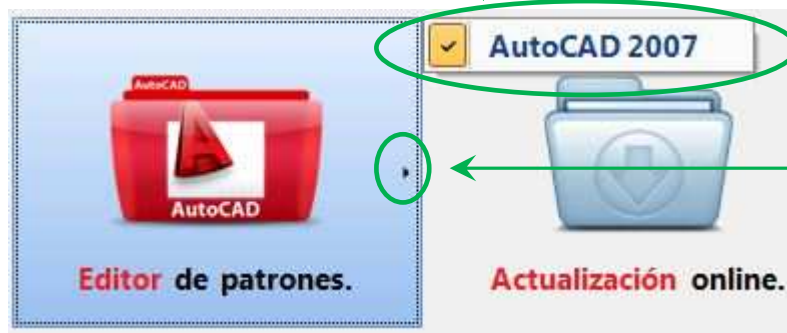 AutoCAD 2007
AutoCAD
AutoCAD
Editor de patrones.
Actualización online.